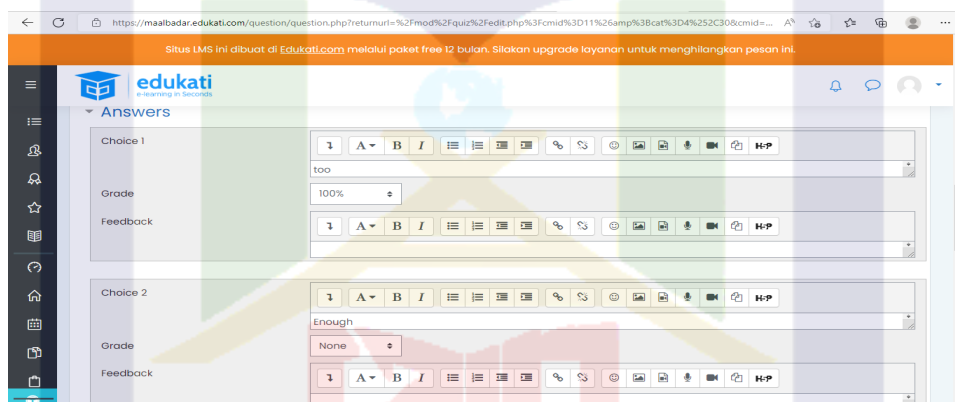 https://maalbadar.edukati.com/question/question.php?returnurl=%2Fmod%2Fquiz%2Fedit.php%3Fcmid%3D11%26amp%3Bcat%3D4%252C30&cmid=...
Situs LMS ini dibuat di Edukati.com melalui paket free 12 bulan. Silakan upgrade layanan untuk menghilangkan pesan ini.
edukati
e-learning in Seconds
Answers
Choice 1
A B I H-P
too
Grade
100%
Feedback
A B I H-P
Choice 2
A B I H-P
Enough
Grade
None
Feedback
A B I H-P